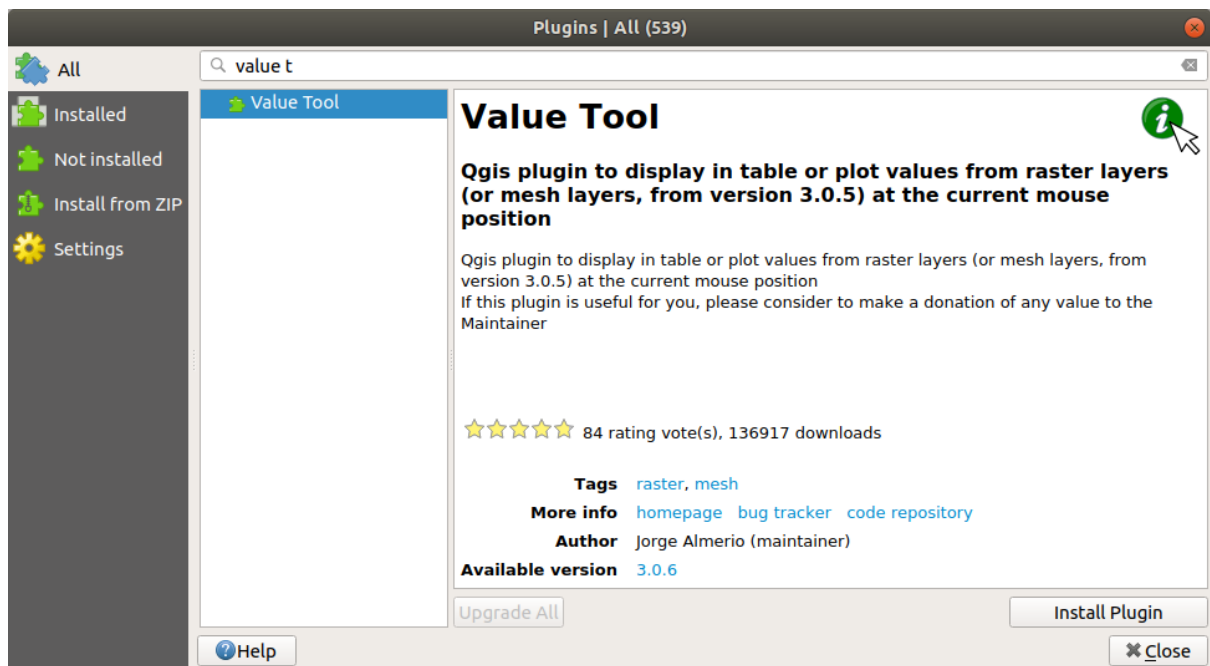 Plugins | All (539)
All
value t
Installed
Not installed
Install from ZIP
Settings
Value Tool
Value Tool
Qgis plugin to display in table or plot values from raster layers
(or mesh layers, from version 3.0.5) at the current mouse
position
Qgis plugin to display in table or plot values from raster layers (or mesh layers, from
version 3.0.5) at the current mouse position
If this plugin is useful for you, please consider to make a donation of any value to the
Maintainer
84 rating vote(s), 136917 downloads
Tags raster, mesh
More info homepage bug tracker code repository
Author Jorge Almerio (maintainer)
Available version 3.0.6
Upgrade All
Install Plugin
Help
Close